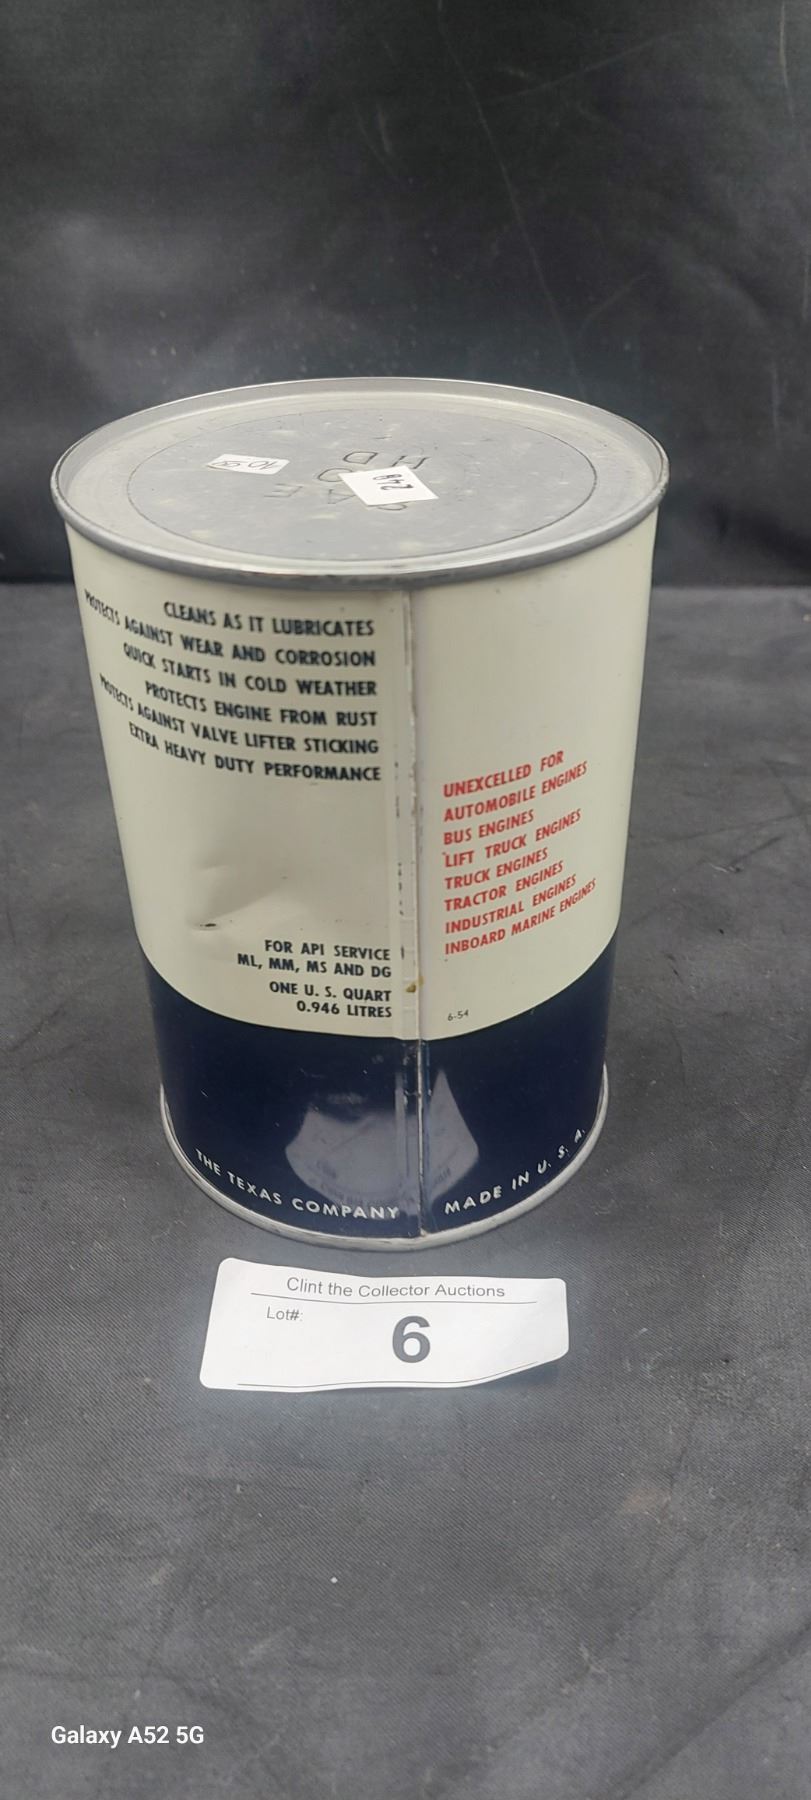 10.50
248
H D
S A E
CLEANS AS IT LUBRICATES
PROTECTS AGAINST WEAR AND CORROSION
QUICK STARTS IN COLD WEATHER
PROTECTS ENGINE FROM RUST
PROTECTS AGAINST VALVE LIFTER STICKING
EXTRA HEAVY DUTY PERFORMANCE
FOR API SERVICE
ML, MM, MS AND DG
ONE U. S. QUART
0.946 LITRES
UNEXCELLED FOR
AUTOMOBILE ENGINES
BUS ENGINES
LIFT TRUCK ENGINES
TRUCK ENGINES
TRACTOR ENGINES
INDUSTRIAL ENGINES
INBOARD MARINE ENGINES
6-54
THE TEXAS COMPANY
MADE IN U. S. A.
Clint the Collector Auctions
Lot#:
6
Galaxy A52 5G